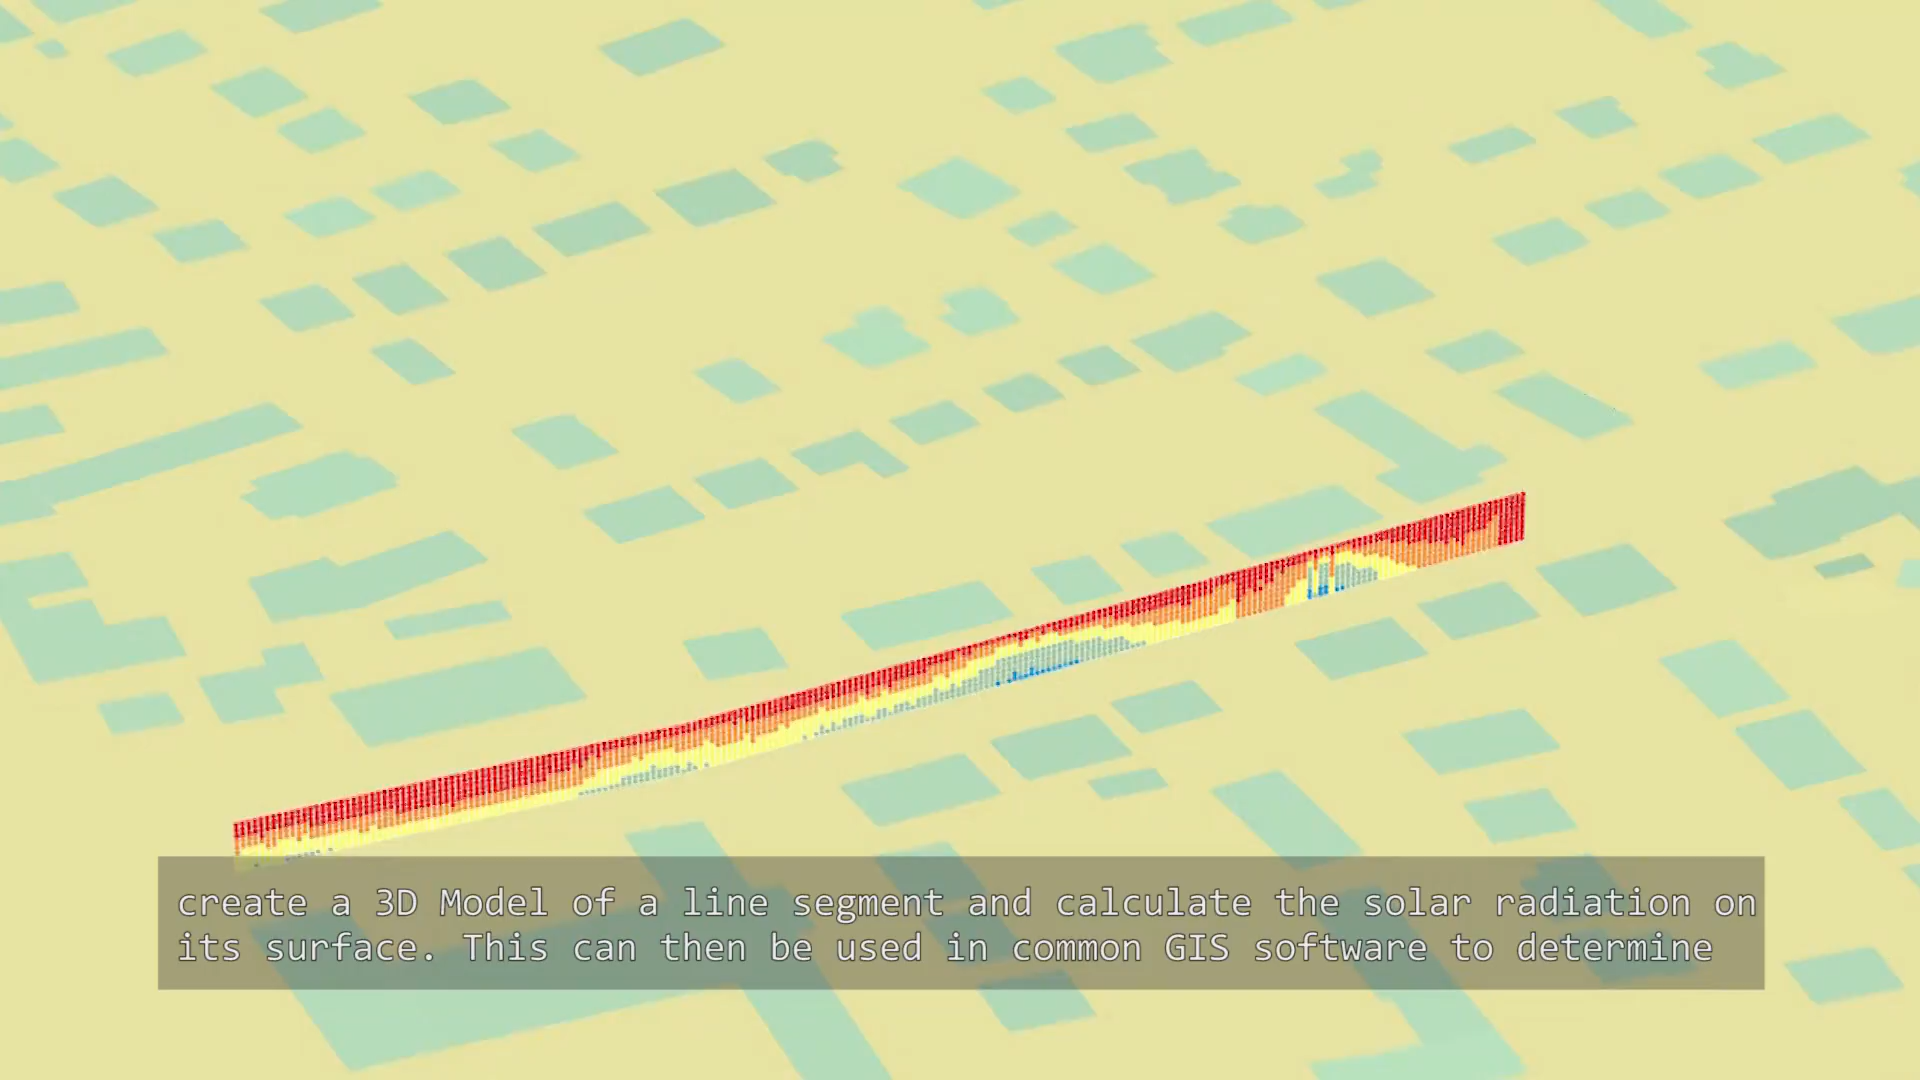 create a 3D Model of a line segment and calculate the solar radiation on
its surface. This can then be used in common GIS software to determine